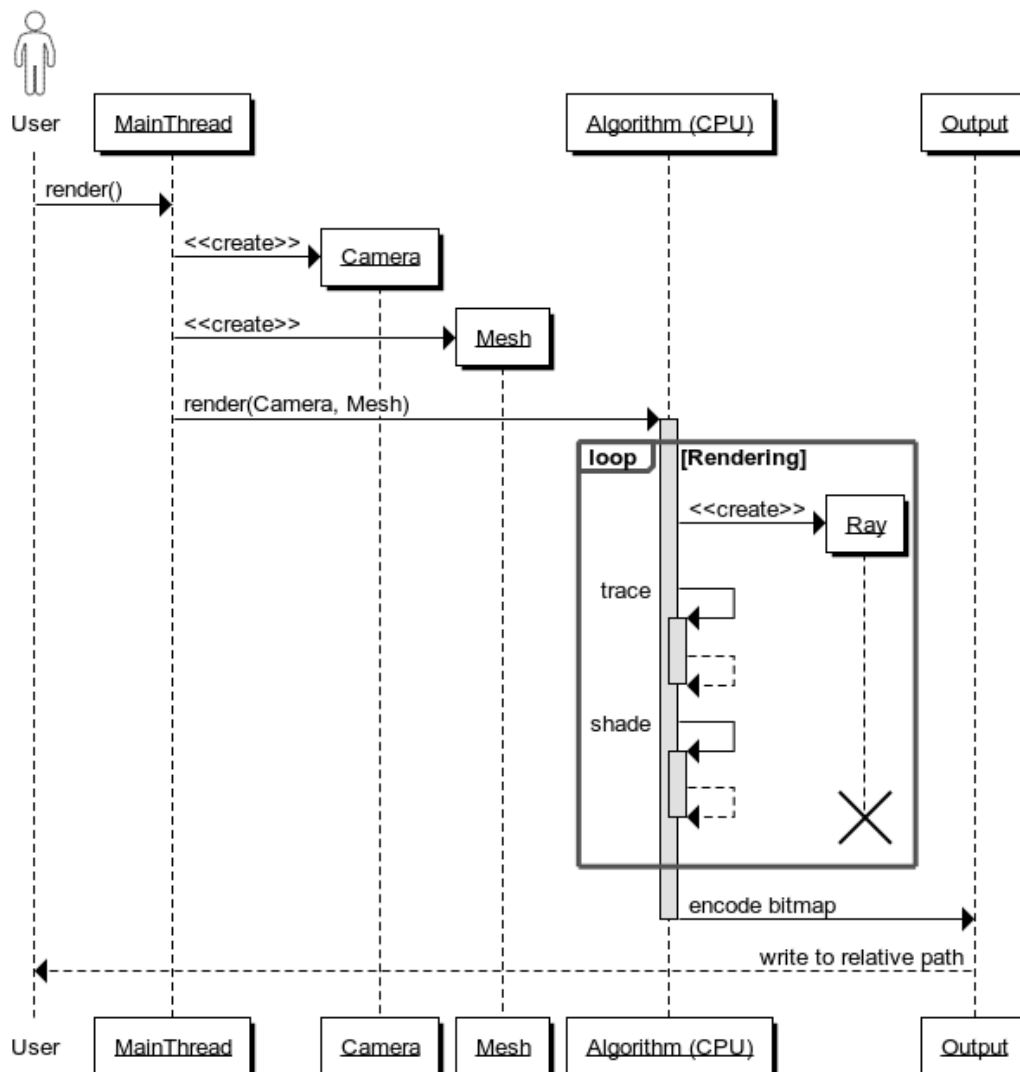 User
MainThread
Algorithm (CPU)
Output
render()
<<create>>
Camera
<<create>>
Mesh
render(Camera, Mesh)
loop
[Rendering]
<<create>>
Ray
trace
shade
encode bitmap
write to relative path
User
MainThread
Camera
Mesh
Algorithm (CPU)
Output